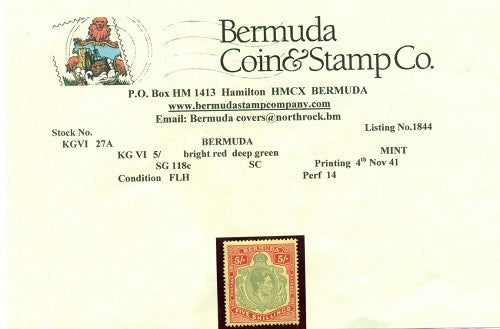 Bermuda
Coin&Stamp Co.
P.O. Box HM 1413 Hamilton HMCX BERMUDA
www.bermudastampcompany.com
Email: Bermuda covers@northrock.bm
Stock No. Listing No.1844
KGVI 27A BERMUDA
KG VI 5/ bright red deep green MINT
SG 118c SC Printing 4th Nov 41
Condition FLH Perf 14
BERMUDA
5/- 5/-
FIVE SHILLINGS